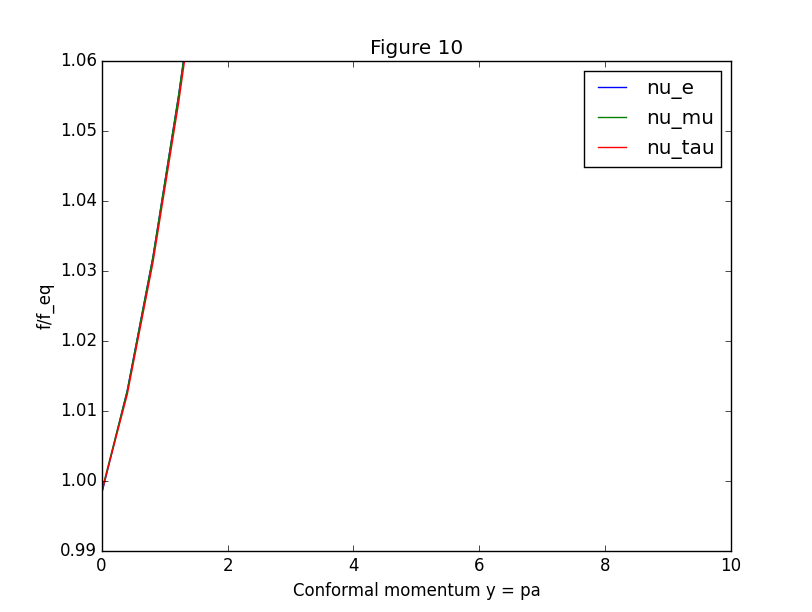 Figure 10
1.06
1.05
1.04
1.03
1.02
1.01
1.00
0.99
f/f_eq
nu_e
nu_mu
nu_tau
0 2 4 6 8 10
Conformal momentum y = pa